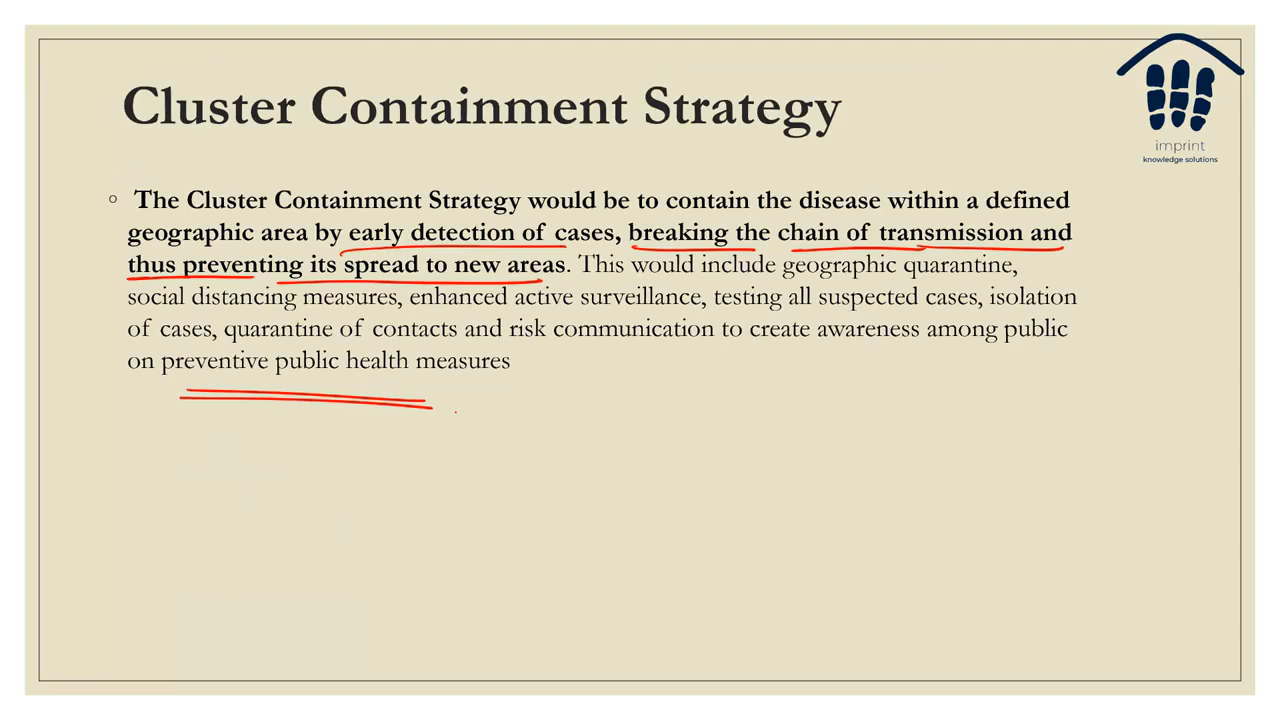 Cluster Containment Strategy
imprint
knowledge solutions
◦ The Cluster Containment Strategy would be to contain the disease within a defined
geographic area by early detection of cases, breaking the chain of transmission and
thus preventing its spread to new areas. This would include geographic quarantine,
social distancing measures, enhanced active surveillance, testing all suspected cases, isolation
of cases, quarantine of contacts and risk communication to create awareness among public
on preventive public health measures